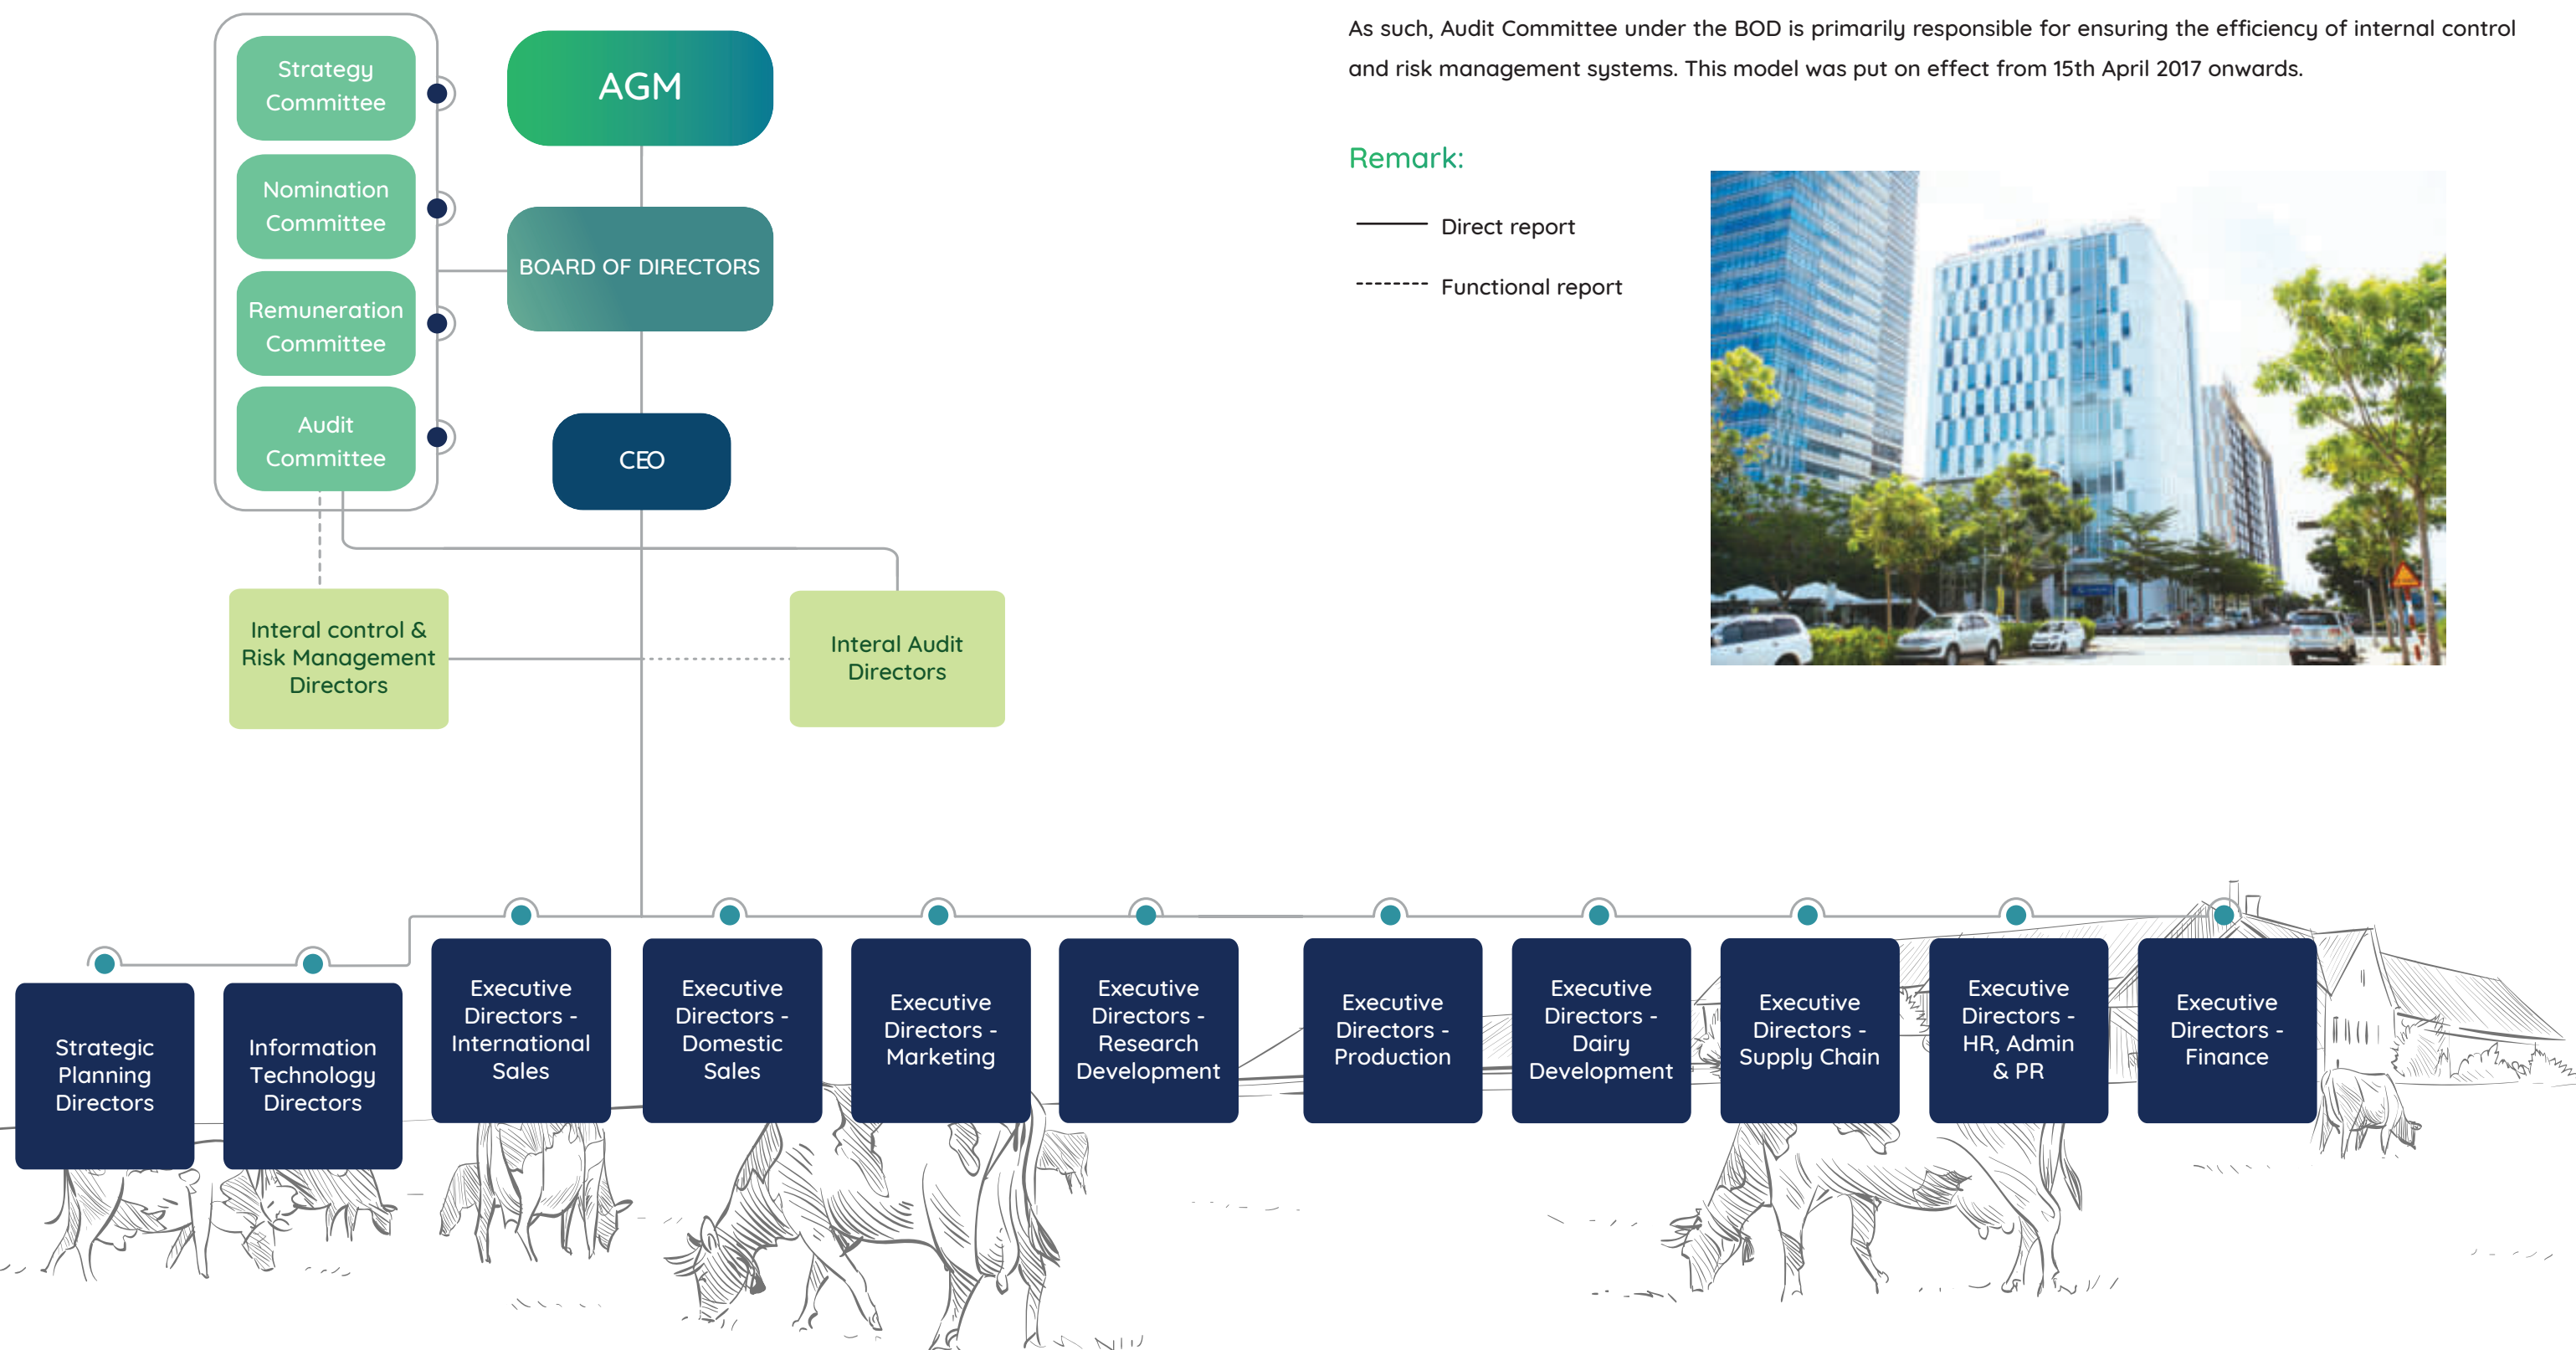 Strategy
Committee
Nomination
Committee
Remuneration
Committee
Audit
Committee
AGM
BOARD OF DIRECTORS
CEO
Interal control &
Risk Management
Directors
Interal Audit
Directors
As such, Audit Committee under the BOD is primarily responsible for ensuring the efficiency of internal control
and risk management systems. This model was put on effect from 15th April 2017 onwards.
Remark:
Direct report
Functional report
Strategic
Planning
Directors
Information
Technology
Directors
Executive
Directors -
International
Sales
Executive
Directors -
Domestic
Sales
Executive
Directors -
Marketing
Executive
Directors -
Research
Development
Executive
Directors -
Production
Executive
Directors -
Dairy
Development
Executive
Directors -
Supply Chain
Executive
Directors -
HR, Admin
& PR
Executive
Directors -
Finance